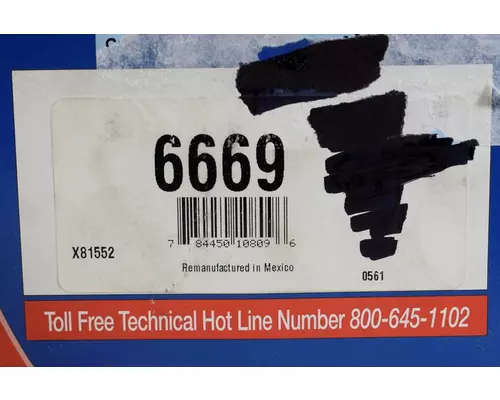 6669
7 84450 10809 6
X81552
Remanufactured in Mexico
0561
Toll Free Technical Hot Line Number 800-645-1102